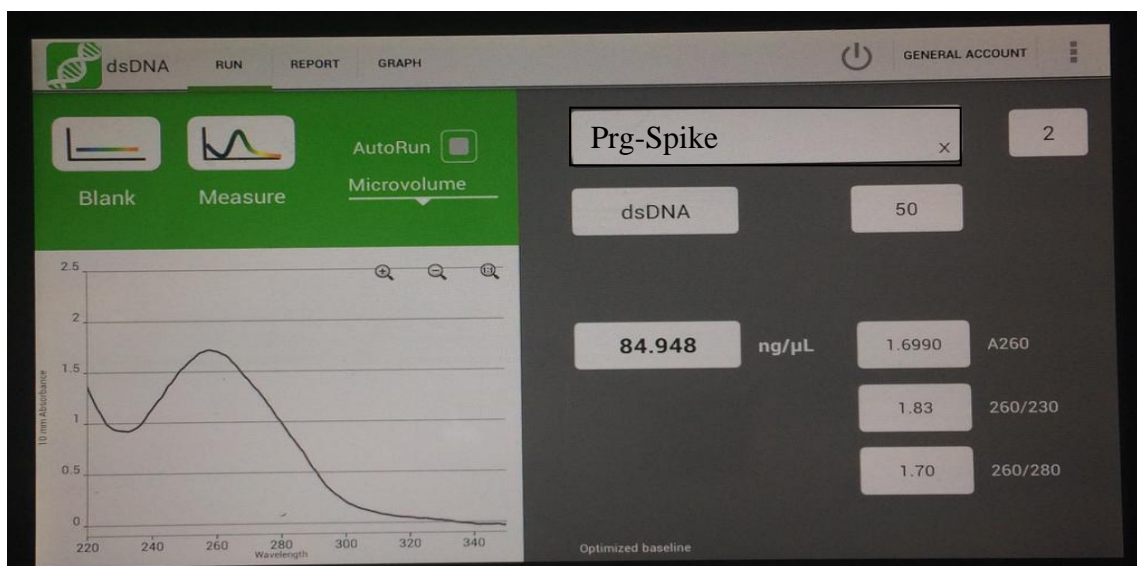 dsDNA RUN REPORT GRAPH GENERAL ACCOUNT
Blank
Measure
AutoRun
Microvolume
Prg-Spike × 2
dsDNA 50
84.948 ng/µL
1.6990 A260
1.83 260/230
1.70 260/280
Optimized baseline
10 mm Absorbance
2.5
2
1.5
1
0.5
0
220 240 260 280 300 320 340
Wavelength
1:1